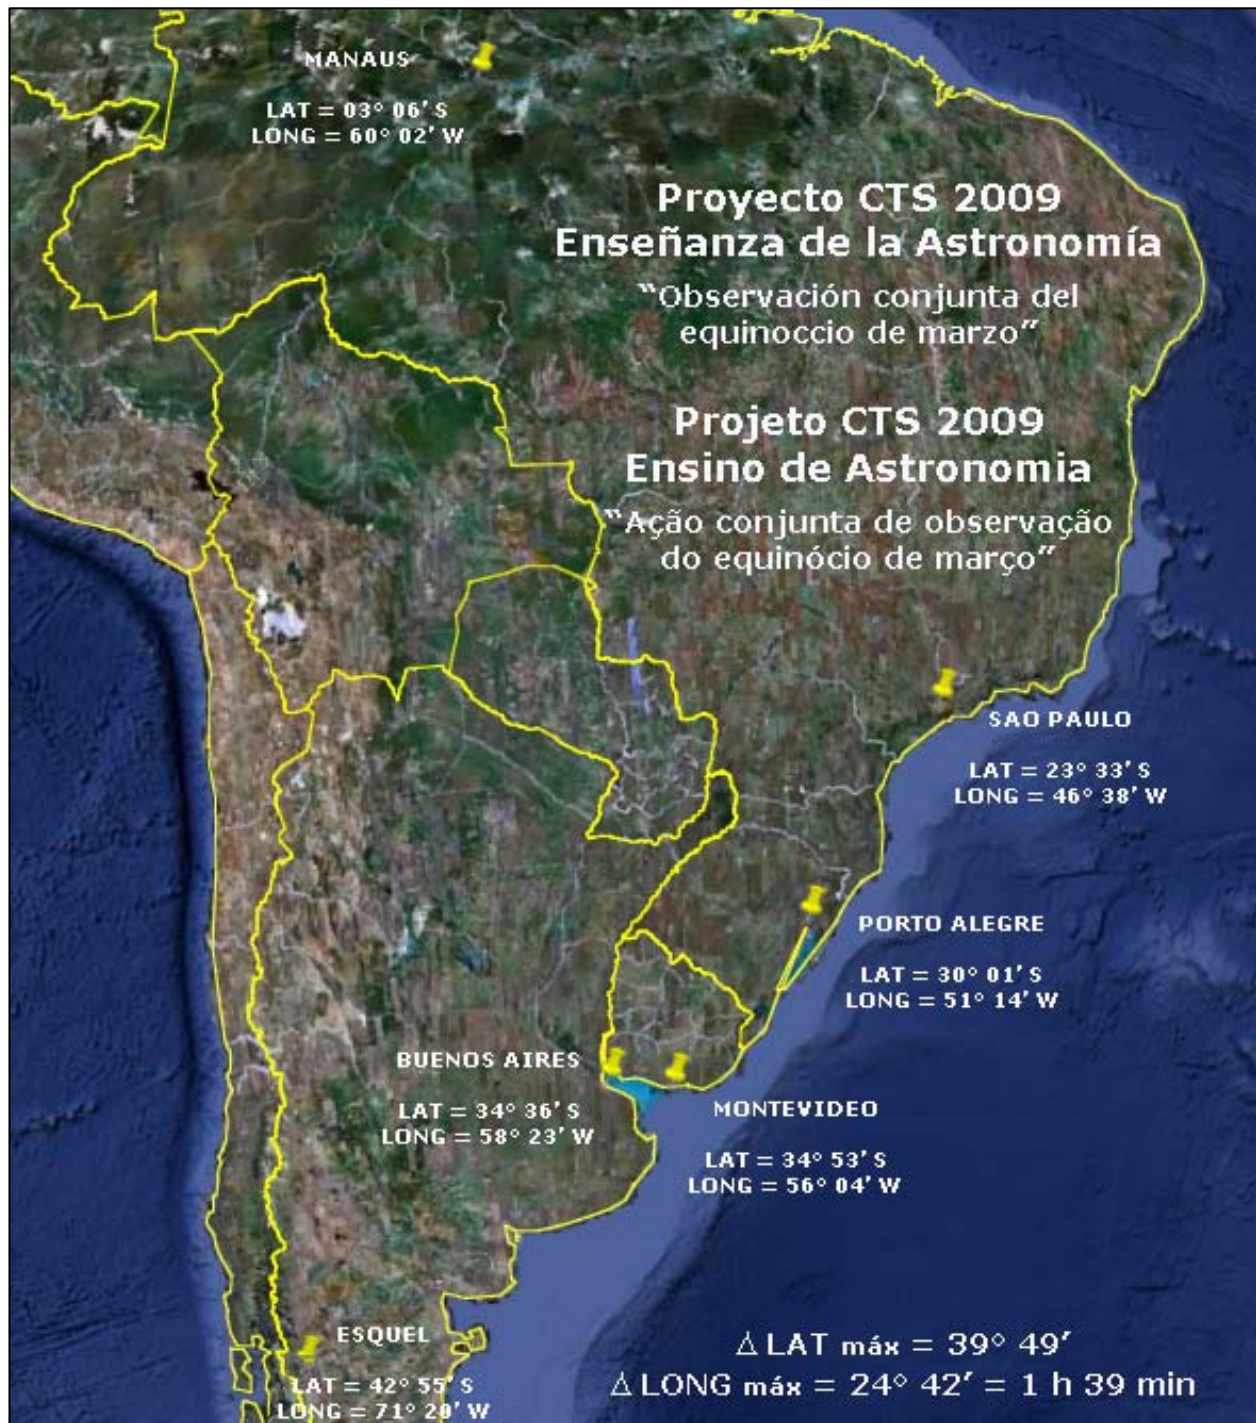 MANAUS
LAT = 03° 06' S
LONG = 60° 02' W
Proyecto CTS 2009
Enseñanza de la Astronomía
“Observación conjunta del
equinoccio de marzo”
Projeto CTS 2009
Ensino de Astronomia
“Ação conjunta de observação
do equinócio de março”
SAO PAULO
LAT = 23° 33' S
LONG = 46° 38' W
PORTO ALEGRE
LAT = 30° 01' S
LONG = 51° 14' W
BUENOS AIRES
LAT = 34° 36' S
LONG = 58° 23' W
MONTEVIDEO
LAT = 34° 53' S
LONG = 56° 04' W
ESQUEL
LAT = 42° 55' S
LONG = 71° 20' W
Δ LAT máx = 39° 49'
Δ LONG máx = 24° 42' = 1 h 39 min